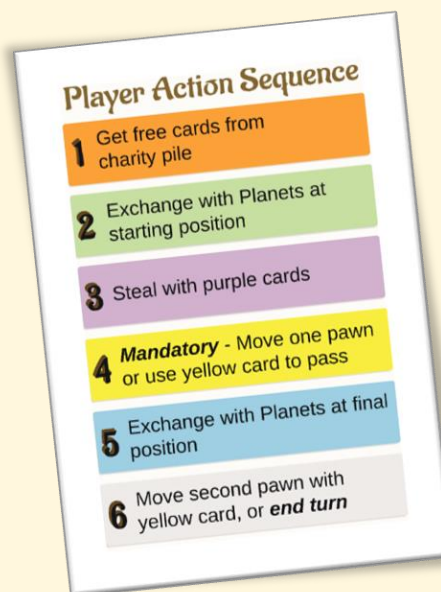 Player Action Sequence
1 Get free cards from
charity pile
2 Exchange with Planets at
starting position
3 Steal with purple cards
4 Mandatory - Move one pawn
or use yellow card to pass
5 Exchange with Planets at final
position
6 Move second pawn with
yellow card, or end turn